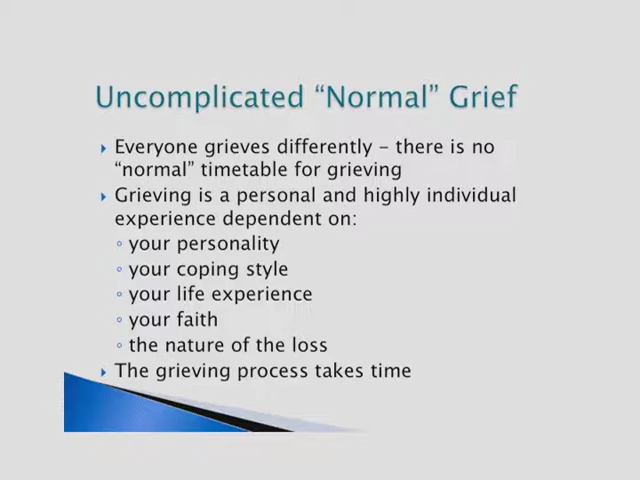 Uncomplicated “Normal” Grief
Everyone grieves differently – there is no
“normal” timetable for grieving
Grieving is a personal and highly individual
experience dependent on:
your personality
your coping style
your life experience
your faith
the nature of the loss
The grieving process takes time